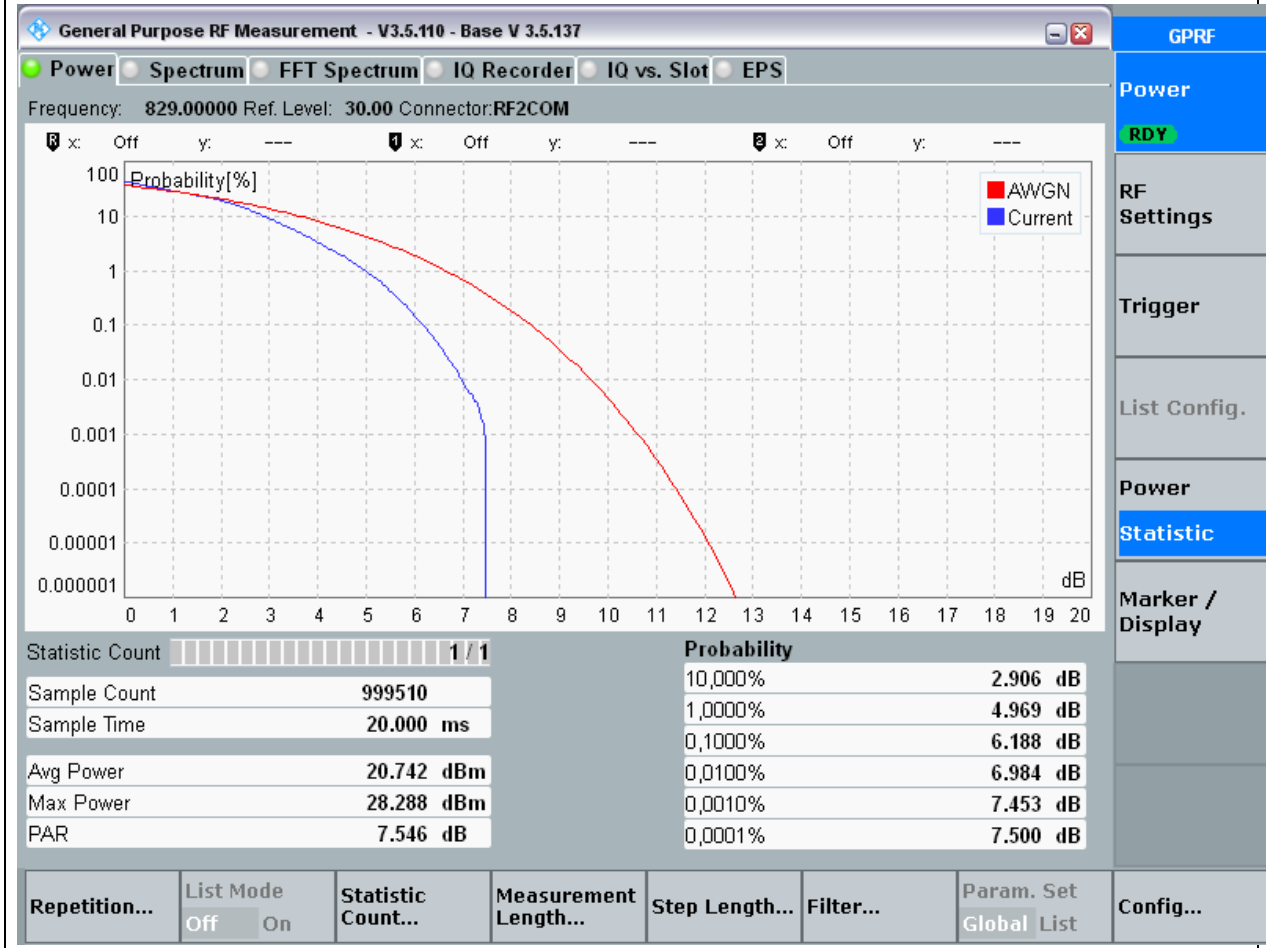 General Purpose RF Measurement - V3.5.110 - Base V 3.5.137
GPRF
Power Spectrum FFT Spectrum IQ Recorder IQ vs. Slot EPS
Frequency: 829.00000 Ref. Level: 30.00 Connector:RF2COM
R x: Off y: --- 1 x: Off y: --- 2 x: Off y: ---
Probability[%]
100
10
1
0.1
0.01
0.001
0.0001
0.00001
0.000001
AWGN
Current
dB
0 1 2 3 4 5 6 7 8 9 10 11 12 13 14 15 16 17 18 19 20
Statistic Count 1 / 1
Sample Count 999510
Sample Time 20.000 ms
Avg Power 20.742 dBm
Max Power 28.288 dBm
PAR 7.546 dB
Probability
10,000% 2.906 dB
1,0000% 4.969 dB
0,1000% 6.188 dB
0,0100% 6.984 dB
0,0010% 7.453 dB
0,0001% 7.500 dB
Power
RDY
RF
Settings
Trigger
List Config.
Power
Statistic
Marker /
Display
Repetition...
List Mode
Off On
Statistic
Count...
Measurement
Length...
Step Length...
Filter...
Param. Set
Global List
Config...